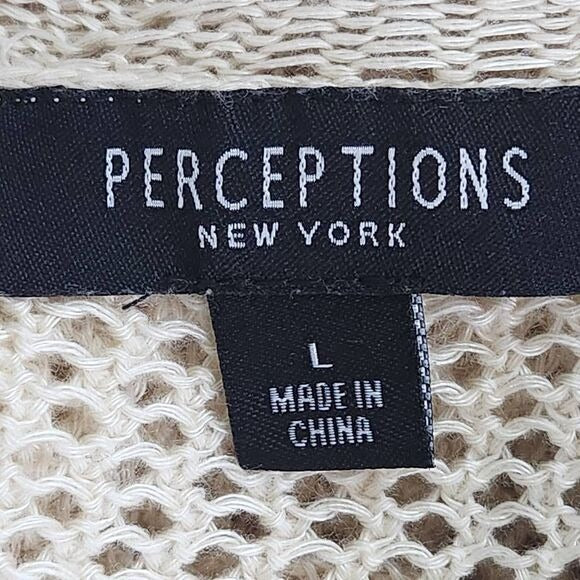 PERCEPTIONS
NEW YORK
L
MADE IN
CHINA